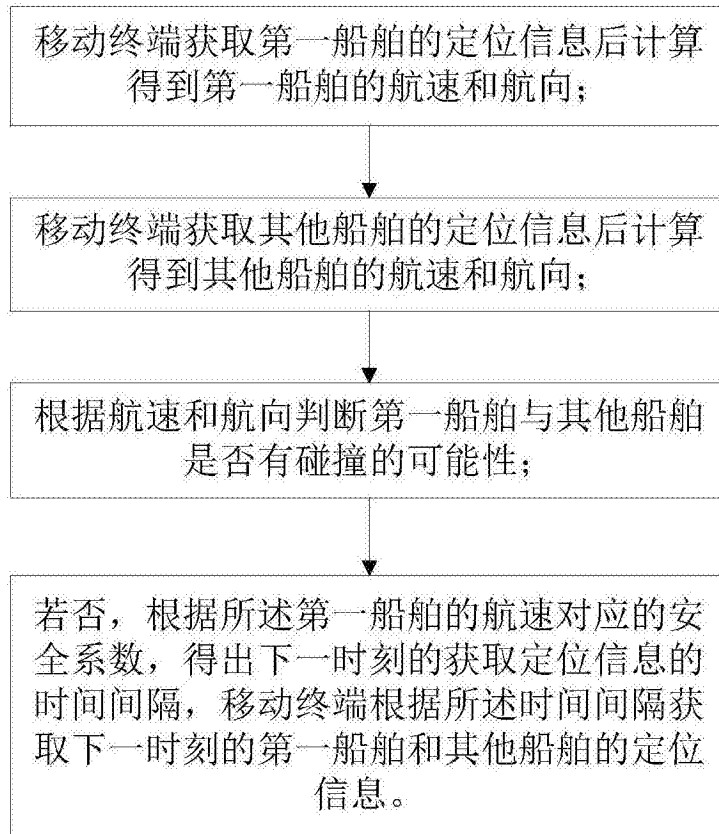 移动终端获取第一船舶的定位信息后计算
得到第一船舶的航速和航向；
移动终端获取其他船舶的定位信息后计算
得到其他船舶的航速和航向；
根据航速和航向判断第一船舶与其他船舶
是否有碰撞的可能性；
若否，根据所述第一船舶的航速对应的安
全系数，得出下一时刻的获取定位信息的
时间间隔，移动终端根据所述时间间隔获
取下一时刻的第一船舶和其他船舶的定位
信息。